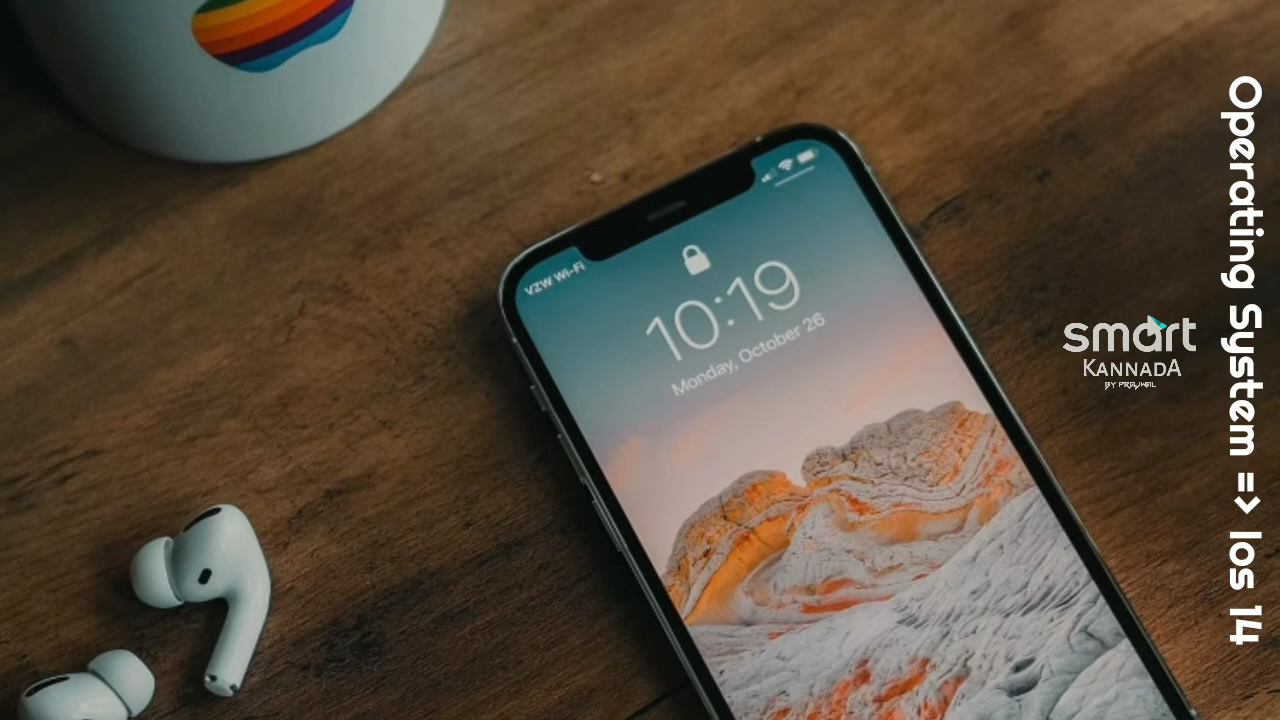 VZW Wi-Fi
10:19
Monday, October 26
smart
KANNADA
BY PRAJWAL
Operating System => Ios 14